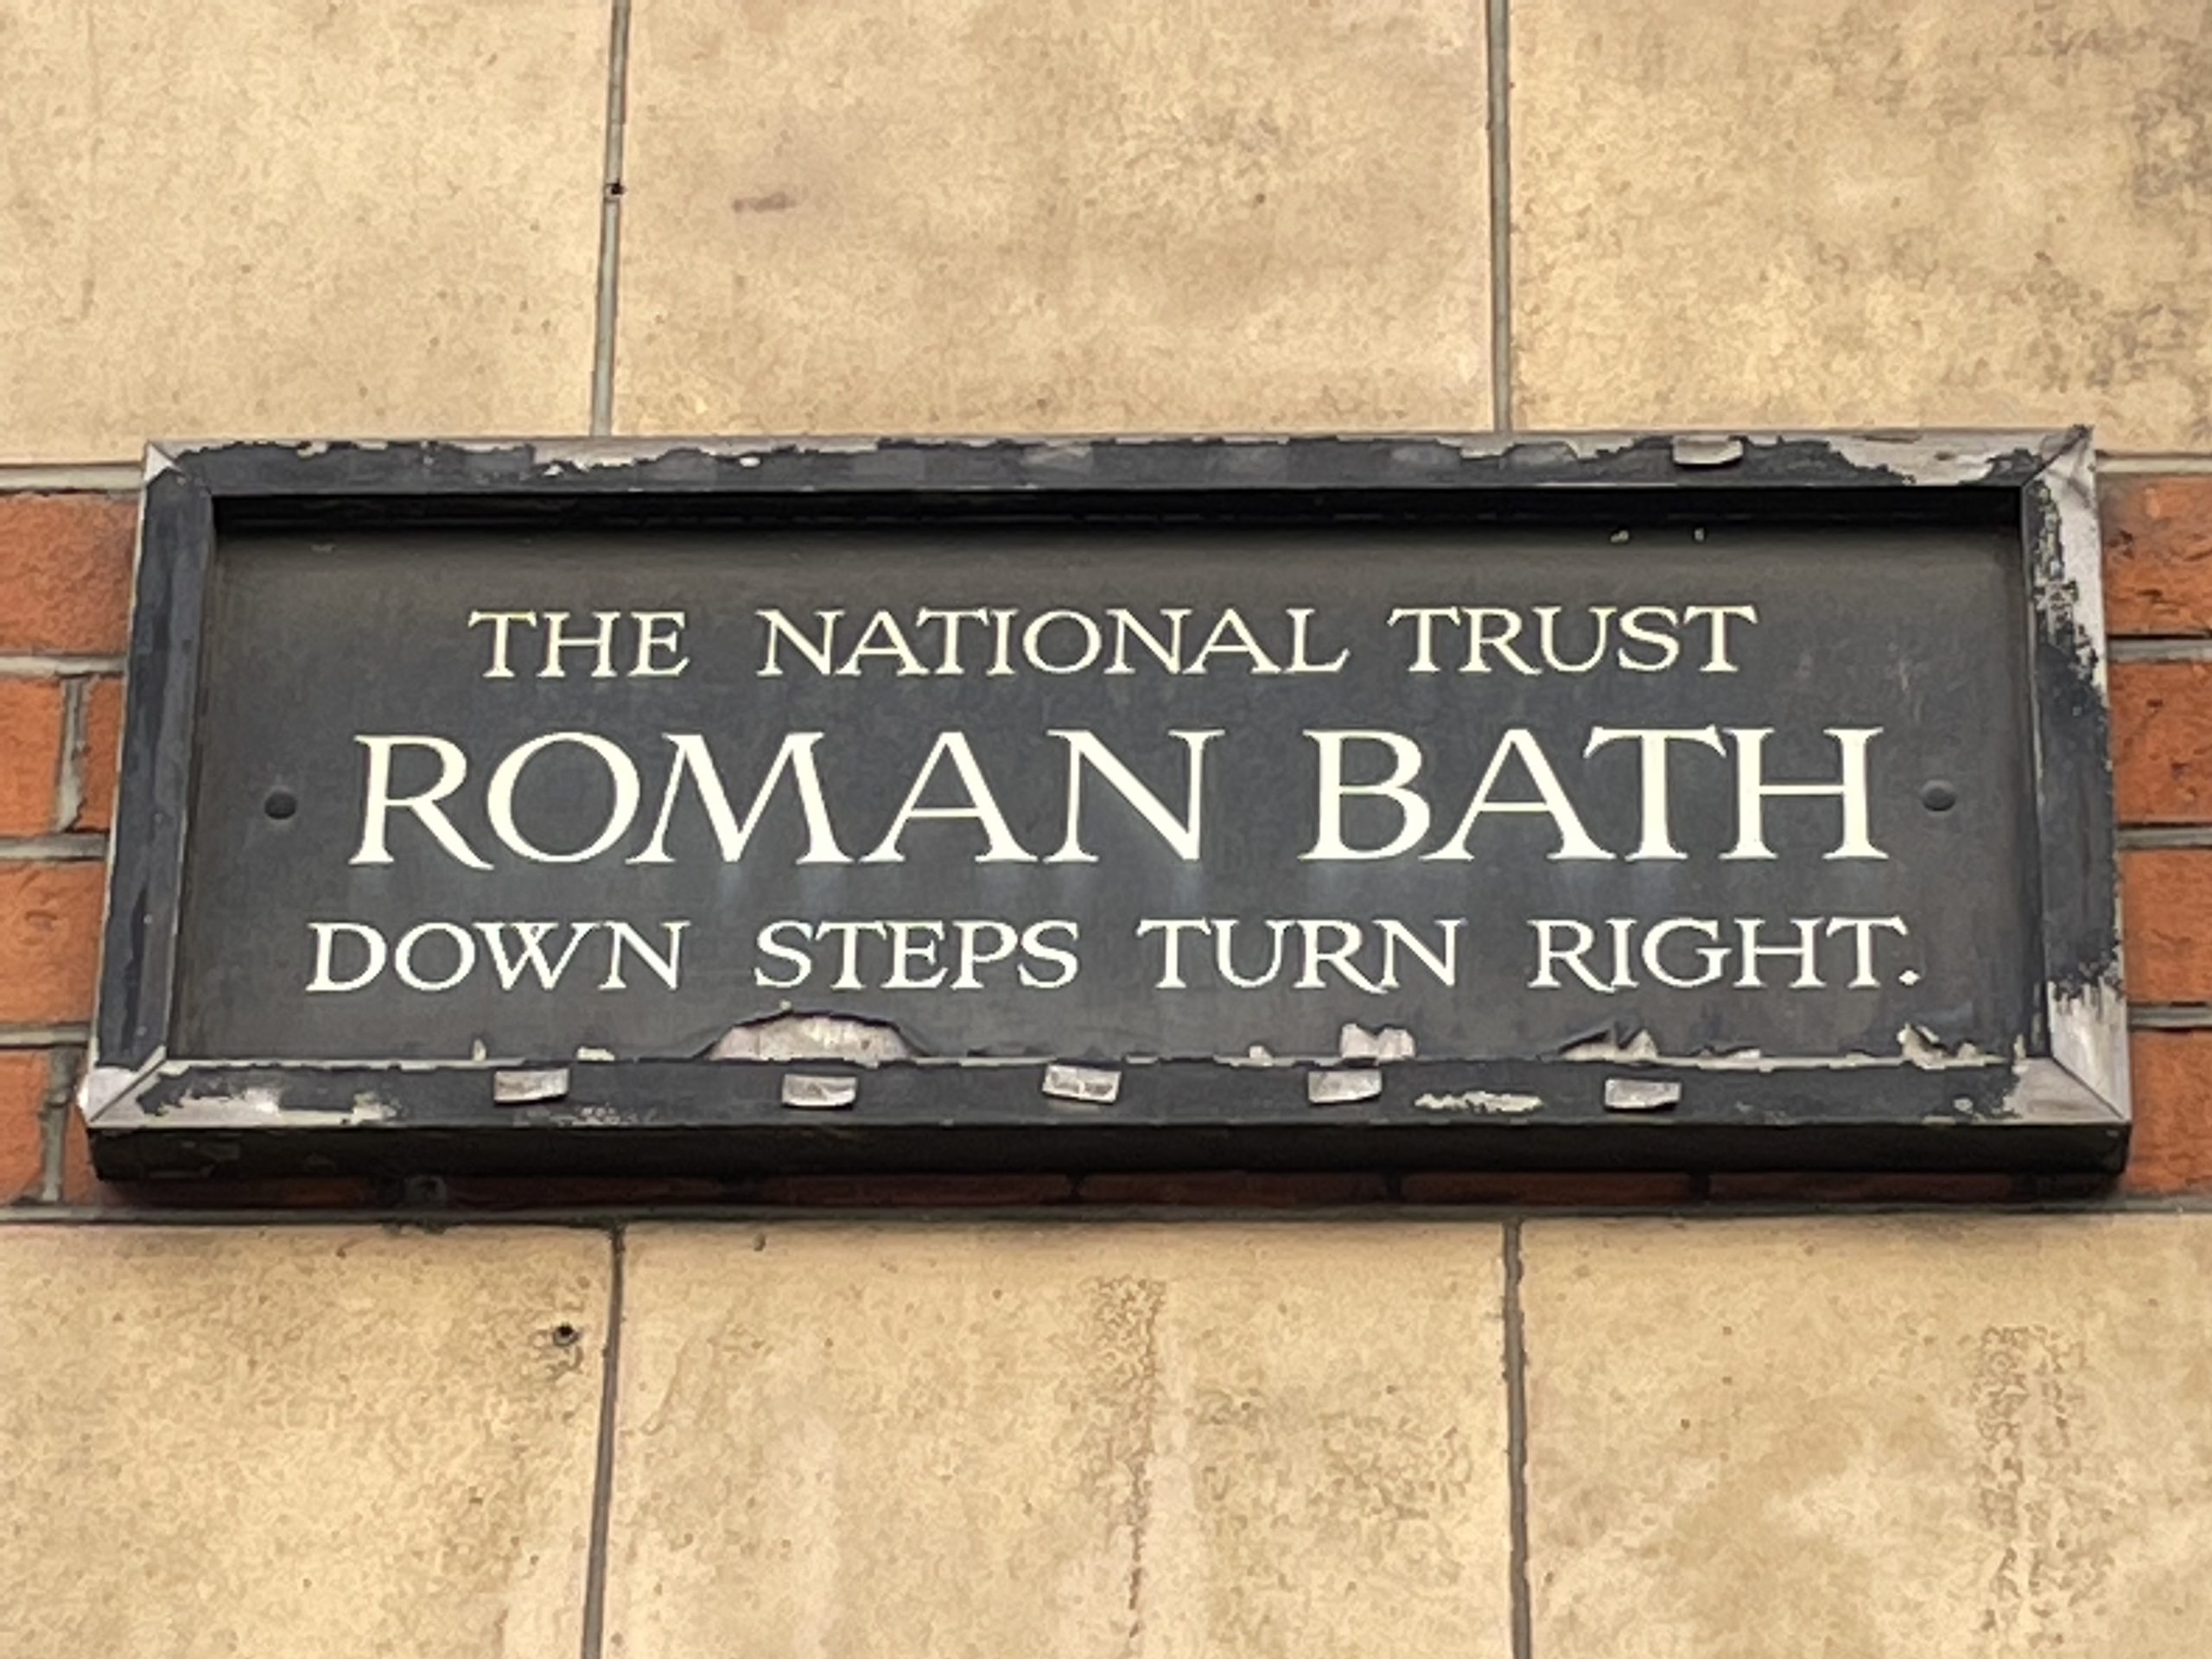 THE NATIONAL TRUST
ROMAN BATH
DOWN STEPS TURN RIGHT.